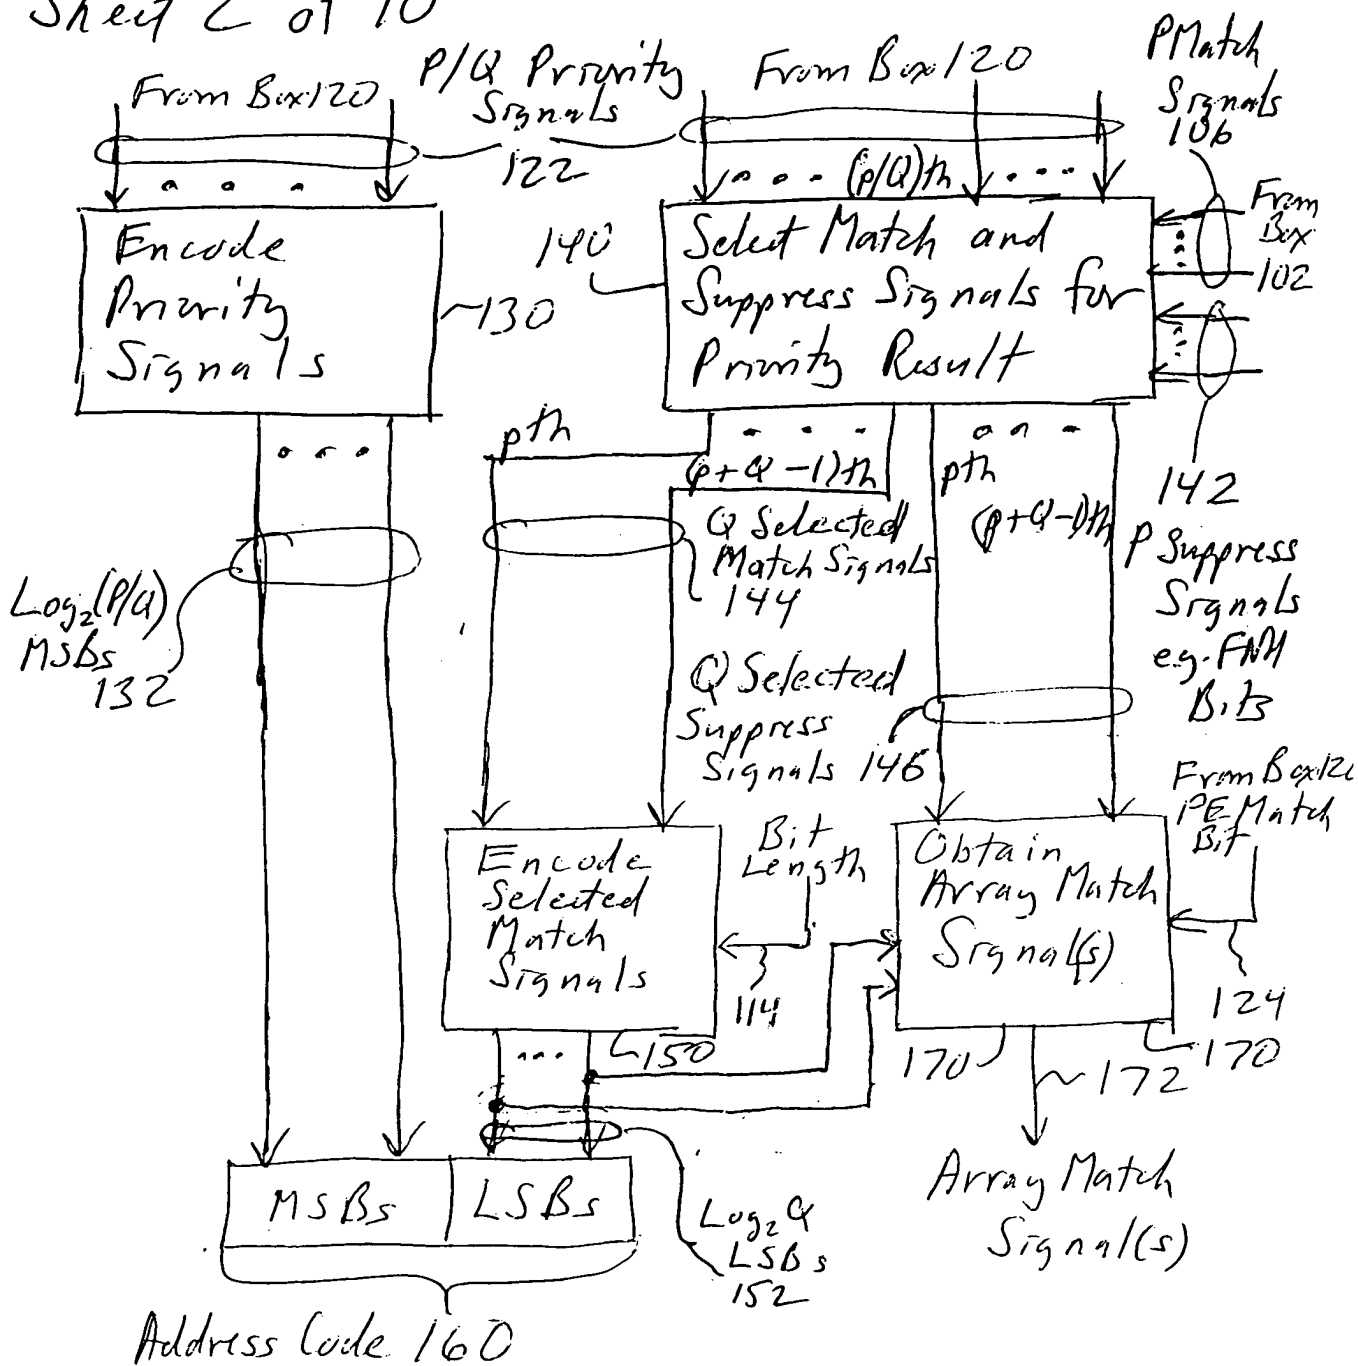 Sheet 2 of 10
From Box 120
P/Q Priority
Signals
122
From Box 120
P Match
Signals
106
From
Box
102
(p/Q)th
Encode
Priority
Signals
130
140
Select Match and
Suppress Signals for
Priority Result
142
P Suppress
Signals
e.g. FNH
Bits
pth
(p+Q-1)th
pth
(p+Q-1)th
Q Selected
Match Signals
144
Log₂(P/Q)
MSBs
132
Q Selected
Suppress
Signals 146
From Box 120
PE Match
Bit
Encode
Selected
Match
Signals
Bit
Length
114
Obtain
Array Match
Signal(s)
124
150
170
172
170
MSBs
LSBs
Log₂Q
LSBs
152
Array Match
Signal(s)
Address Code 160